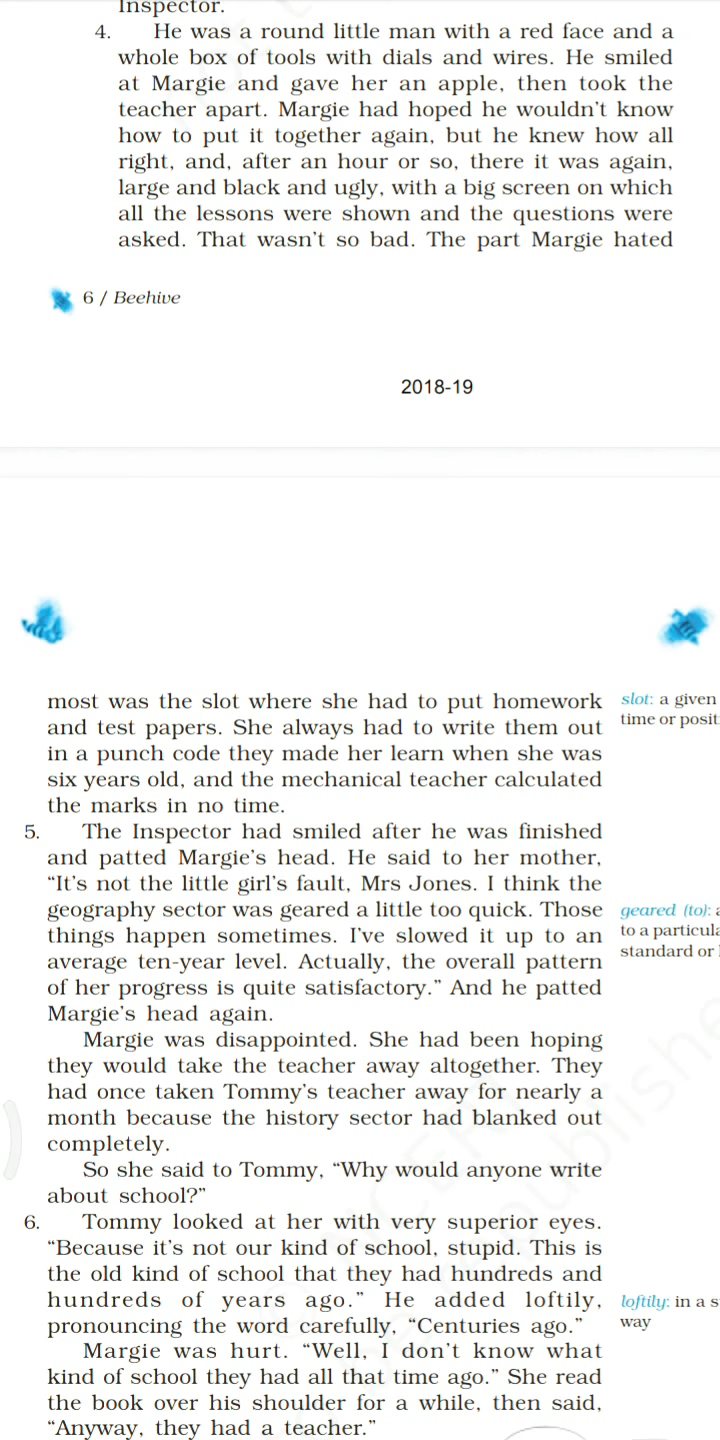 Inspector.
4. He was a round little man with a red face and a
whole box of tools with dials and wires. He smiled
at Margie and gave her an apple, then took the
teacher apart. Margie had hoped he wouldn't know
how to put it together again, but he knew how all
right, and, after an hour or so, there it was again,
large and black and ugly, with a big screen on which
all the lessons were shown and the questions were
asked. That wasn't so bad. The part Margie hated
6 / Beehive
2018-19
most was the slot where she had to put homework
and test papers. She always had to write them out
in a punch code they made her learn when she was
six years old, and the mechanical teacher calculated
the marks in no time.
slot: a given
time or posit
5. The Inspector had smiled after he was finished
and patted Margie's head. He said to her mother,
“It's not the little girl's fault, Mrs Jones. I think the
geography sector was geared a little too quick. Those
things happen sometimes. I've slowed it up to an
average ten-year level. Actually, the overall pattern
of her progress is quite satisfactory.” And he patted
Margie's head again.
geared (to): a
to a particula
standard or
Margie was disappointed. She had been hoping
they would take the teacher away altogether. They
had once taken Tommy's teacher away for nearly a
month because the history sector had blanked out
completely.
So she said to Tommy, “Why would anyone write
about school?”
6. Tommy looked at her with very superior eyes.
“Because it's not our kind of school, stupid. This is
the old kind of school that they had hundreds and
hundreds of years ago.” He added loftily,
pronouncing the word carefully, “Centuries ago.”
loftily: in a s
way
Margie was hurt. “Well, I don't know what
kind of school they had all that time ago.” She read
the book over his shoulder for a while, then said,
“Anyway, they had a teacher.”